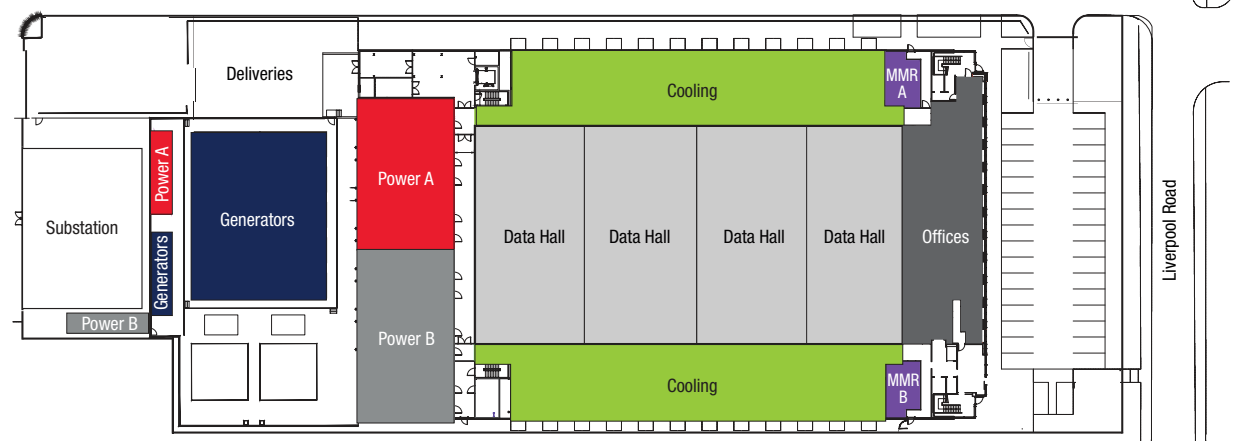 Deliveries
Cooling
MMR
A
Power A
Power A
Substation
Generators
Generators
Data Hall
Data Hall
Data Hall
Data Hall
Offices
Liverpool Road
Power B
Power B
Cooling
MMR
B